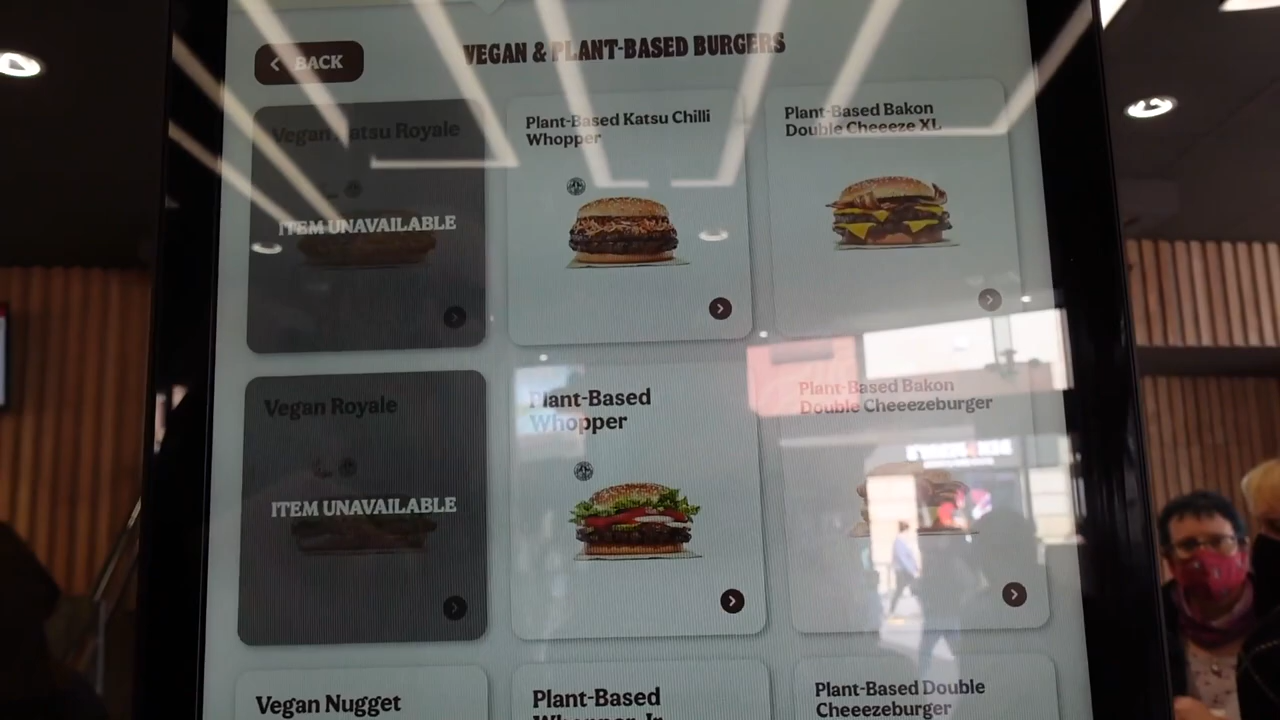 BACK
VEGAN & PLANT-BASED BURGERS
Vegan Katsu Royale
ITEM UNAVAILABLE
Plant-Based Katsu Chilli
Whopper
Plant-Based Bakon
Double Cheeeze XL
Vegan Royale
ITEM UNAVAILABLE
Plant-Based
Whopper
Plant-Based Bakon
Double Cheeezeburger
Vegan Nugget
Plant-Based
Whopper Jr
Plant-Based Double
Cheeezeburger